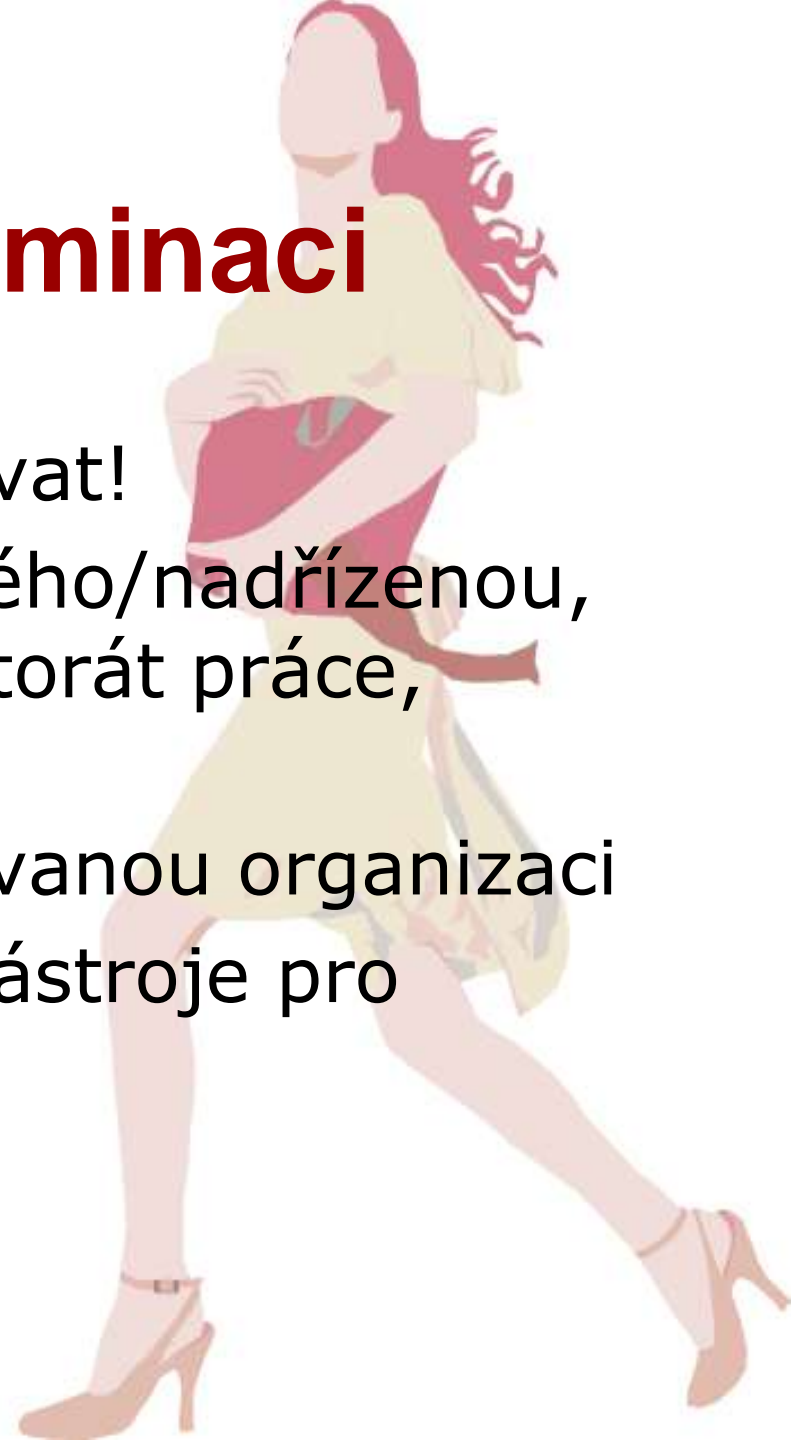 minaci
vat!
ého/nadřízenou,
torát práce,
vanou organizaci
ástroje pro